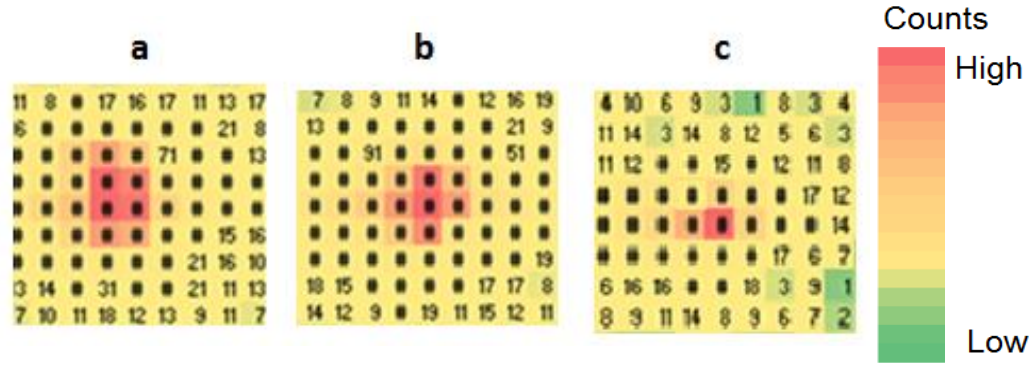 a
11 8 # 17 16 17 11 13 17
6 # # # # # # 21 8
# # # # # 71 # # 13
# # # # # # # # #
# # # # # # # # #
# # # # # # # 15 16
# # # # # # 21 16 10
3 14 # 31 # # 21 11 13
7 10 11 18 12 13 9 11 7
b
7 8 9 11 14 # 12 16 19
13 # # # # # # 21 9
# # 91 # # # # 51 #
# # # # # # # # #
# # # # # # # # #
# # # # # # # # #
# # # # # # # # 19
18 15 # # # # 17 17 8
14 12 9 # 19 11 15 12 11
c
4 10 6 9 3 1 8 3 4
11 14 3 14 8 12 5 6 3
11 12 # # 15 # 12 11 8
# # # # # # # 17 12
# # # # # # # # 14
# # # # # # 17 6 7
6 16 16 # # 18 3 9 1
8 9 11 14 8 9 6 7 2
Counts
High
Low